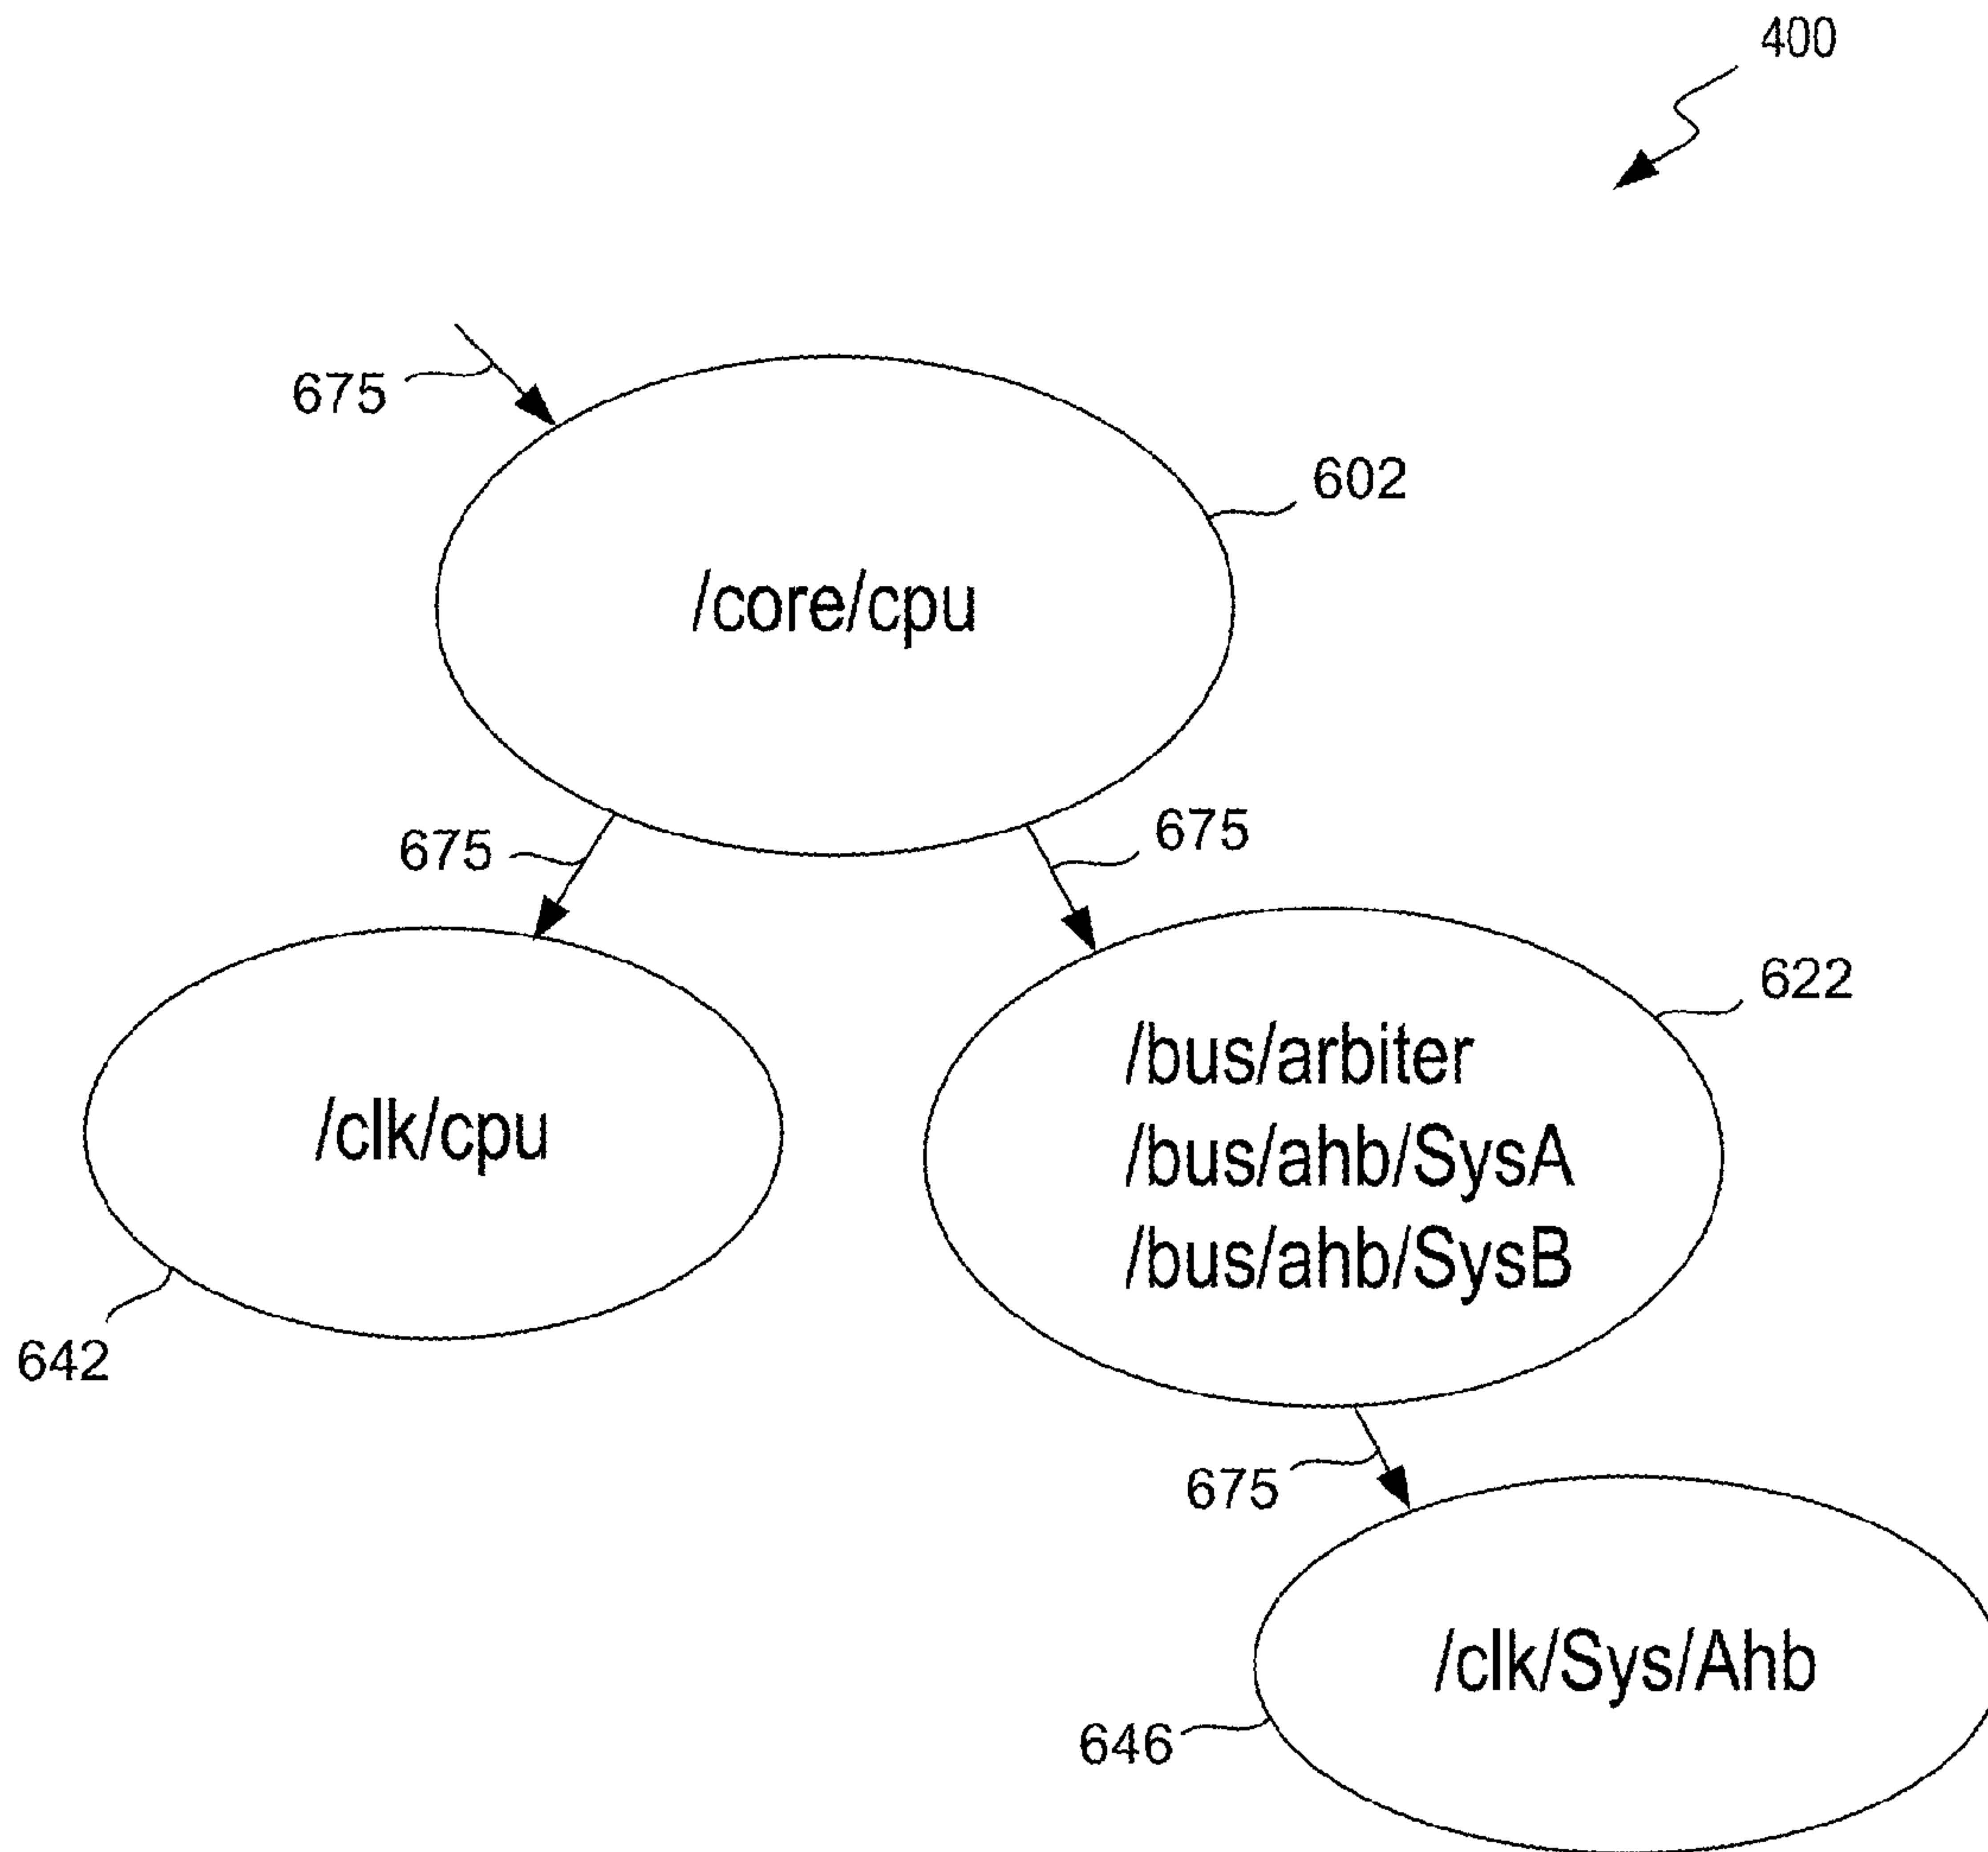 400
675
602
/core/cpu
675
675
622
/clk/cpu
/bus/arbiter
/bus/ahb/SysA
/bus/ahb/SysB
642
675
/clk/Sys/Ahb
646